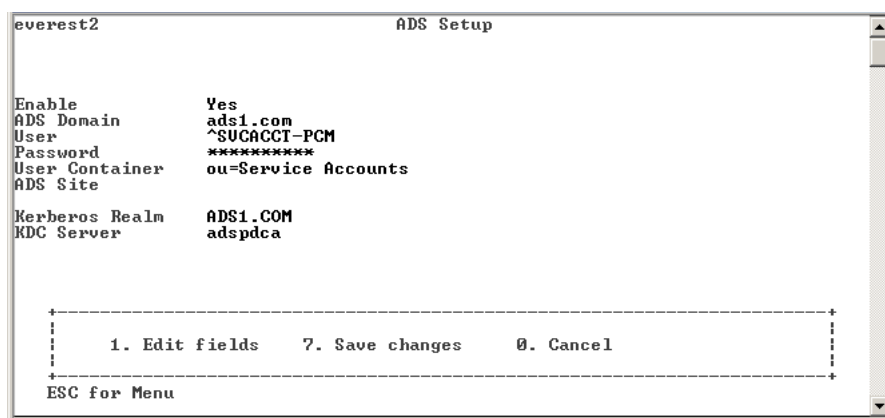 everest2 ADS Setup
Enable Yes
ADS Domain ads1.com
User ^SVCACCT-PCM
Password **********
User Container ou=Service Accounts
ADS Site
Kerberos Realm ADS1.COM
KDC Server adspdca
1. Edit fields 7. Save changes 0. Cancel
ESC for Menu